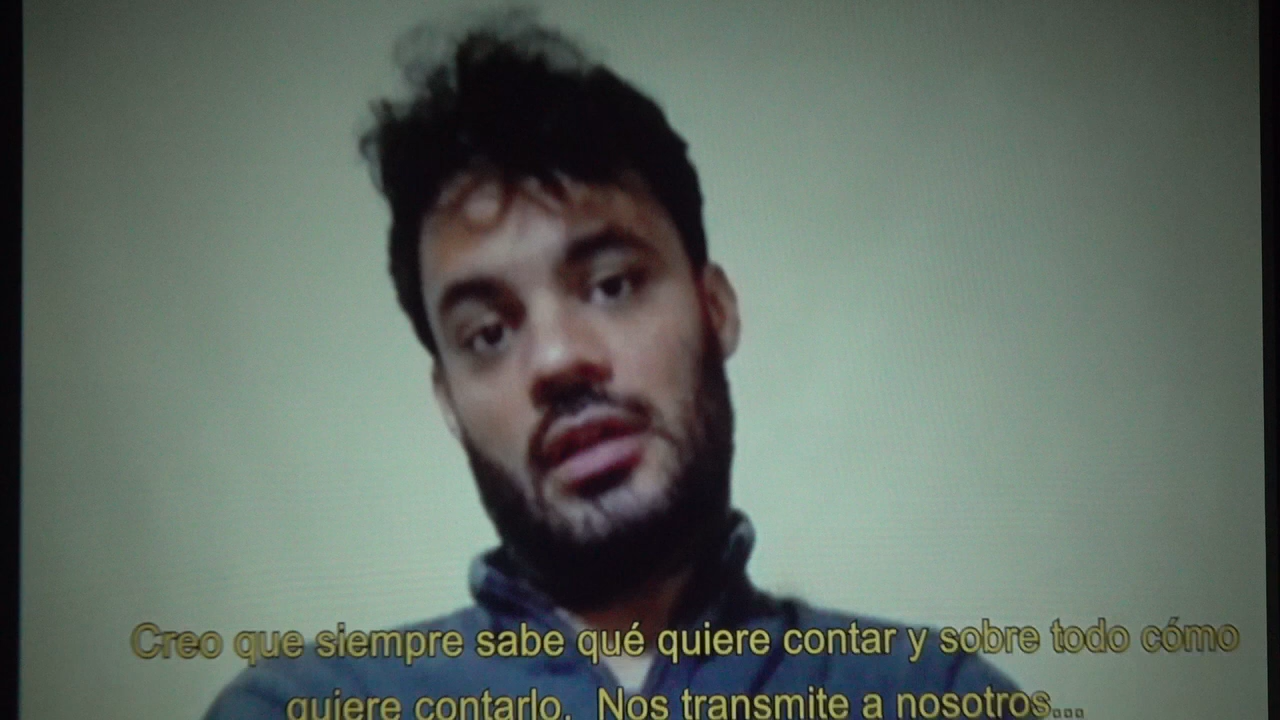 Creo que siempre sabe qué quiere contar y sobre todo cómo
quiere contarlo. Nos transmite a nosotros...